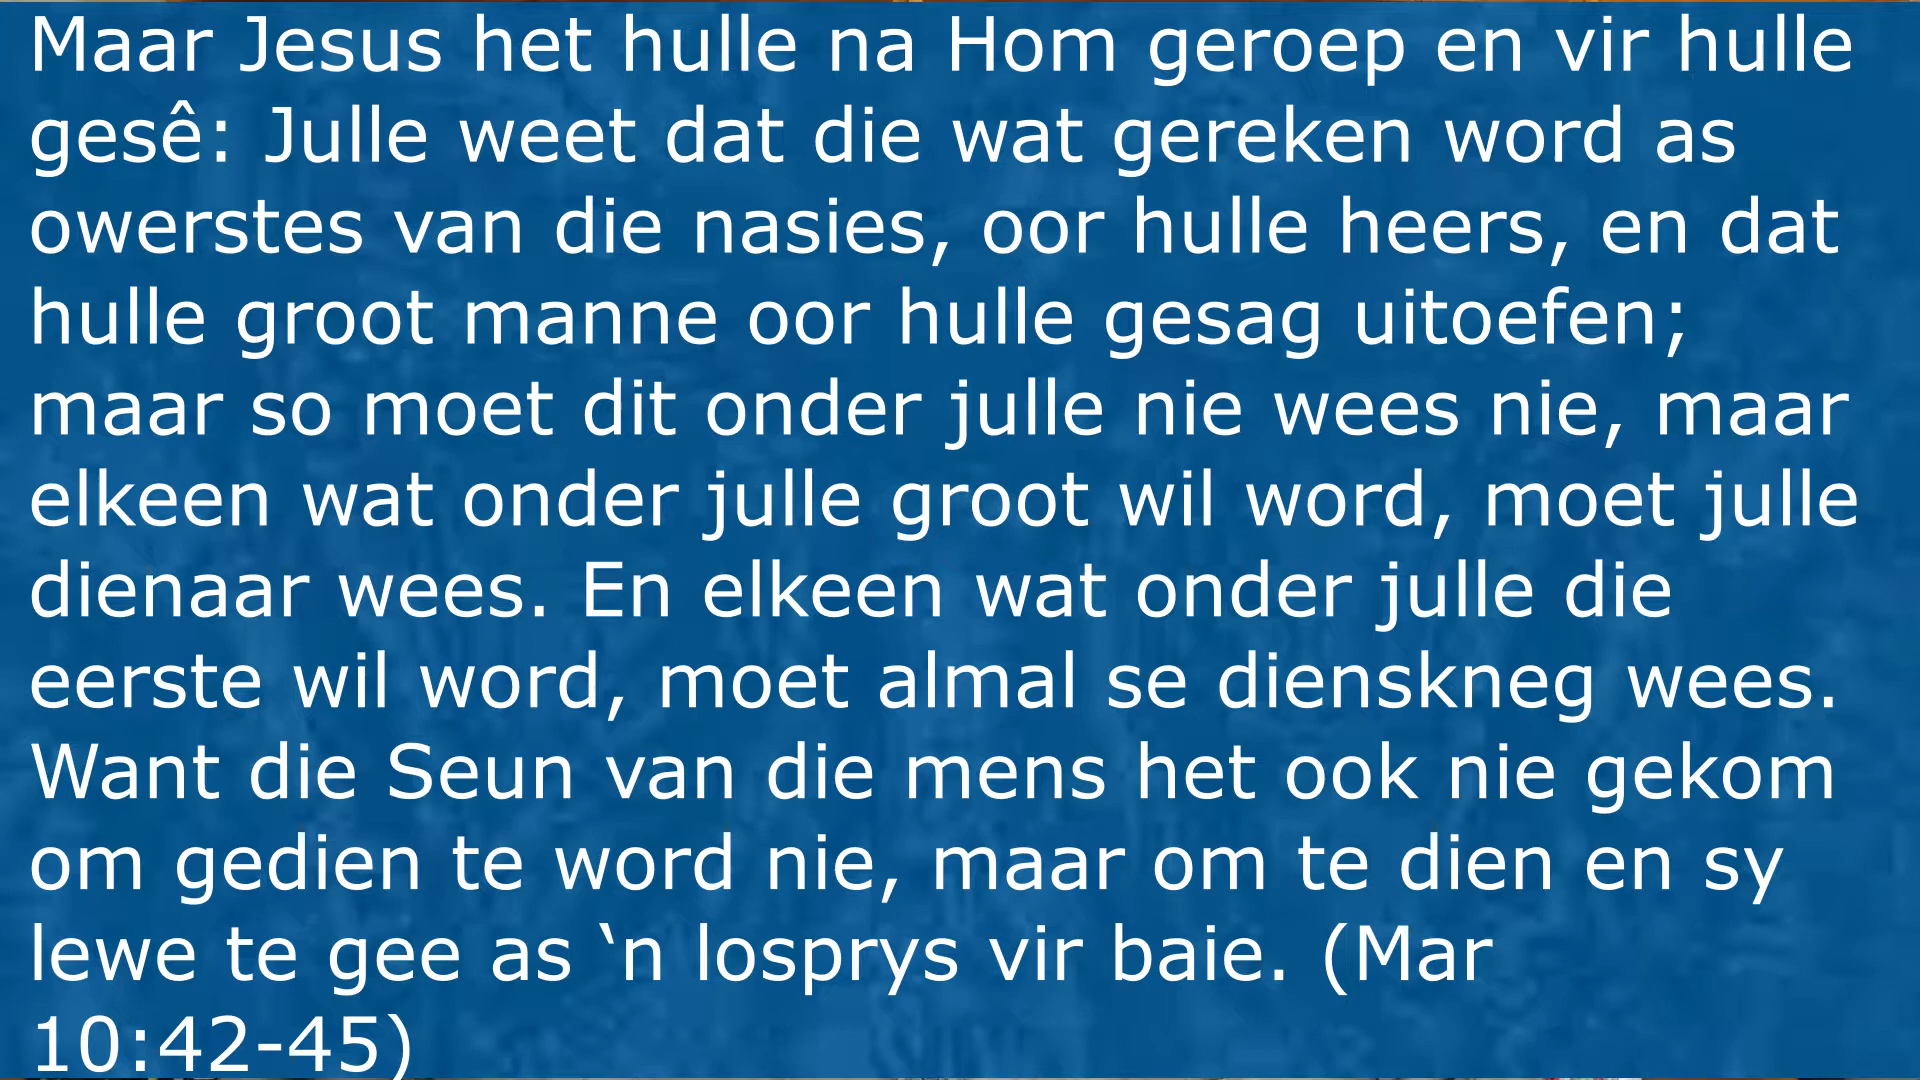 Maar Jesus het hulle na Hom geroep en vir hulle
gesê: Julle weet dat die wat gereken word as
owerstes van die nasies, oor hulle heers, en dat
hulle groot manne oor hulle gesag uitoefen;
maar so moet dit onder julle nie wees nie, maar
elkeen wat onder julle groot wil word, moet julle
dienaar wees. En elkeen wat onder julle die
eerste wil word, moet almal se dienskneg wees.
Want die Seun van die mens het ook nie gekom
om gedien te word nie, maar om te dien en sy
lewe te gee as ‛n losprys vir baie. (Mar
10:42-45)